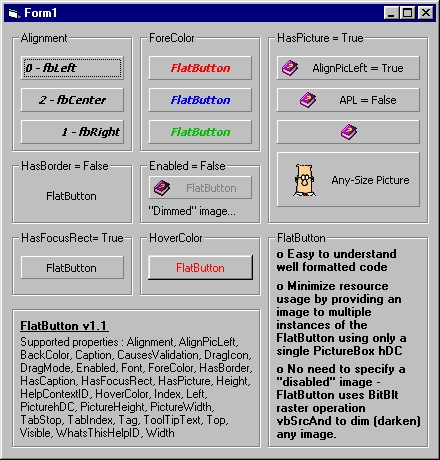 Form1
Alignment
0 - fbLeft
2 - fbCenter
1 - fbRight
ForeColor
FlatButton
FlatButton
FlatButton
HasPicture = True
AlignPicLeft = True
APL = False
Any-Size Picture
HasBorder = False
FlatButton
Enabled = False
FlatButton
"Dimmed" image...
HasFocusRect= True
FlatButton
HoverColor
FlatButton
FlatButton
o Easy to understand
well formatted code
o Minimize resource
usage by providing an
image to multiple
instances of the
FlatButton using only a
single PictureBox hDC
o No need to specify a
"disabled" image -
FlatButton uses BitBlt
raster operation
vbSrcAnd to dim (darken)
any image.
FlatButton v1.1
Supported properties : Alignment, AlignPicLeft,
BackColor, Caption, CausesValidation, DragIcon,
DragMode, Enabled, Font, ForeColor, HasBorder,
HasCaption, HasFocusRect, HasPicture, Height,
HelpContextID, HoverColor, Index, Left,
PicturehDC, PictureHeight, PictureWidth,
TabStop, TabIndex, Tag, ToolTipText, Top,
Visible, WhatsThisHelpID, Width